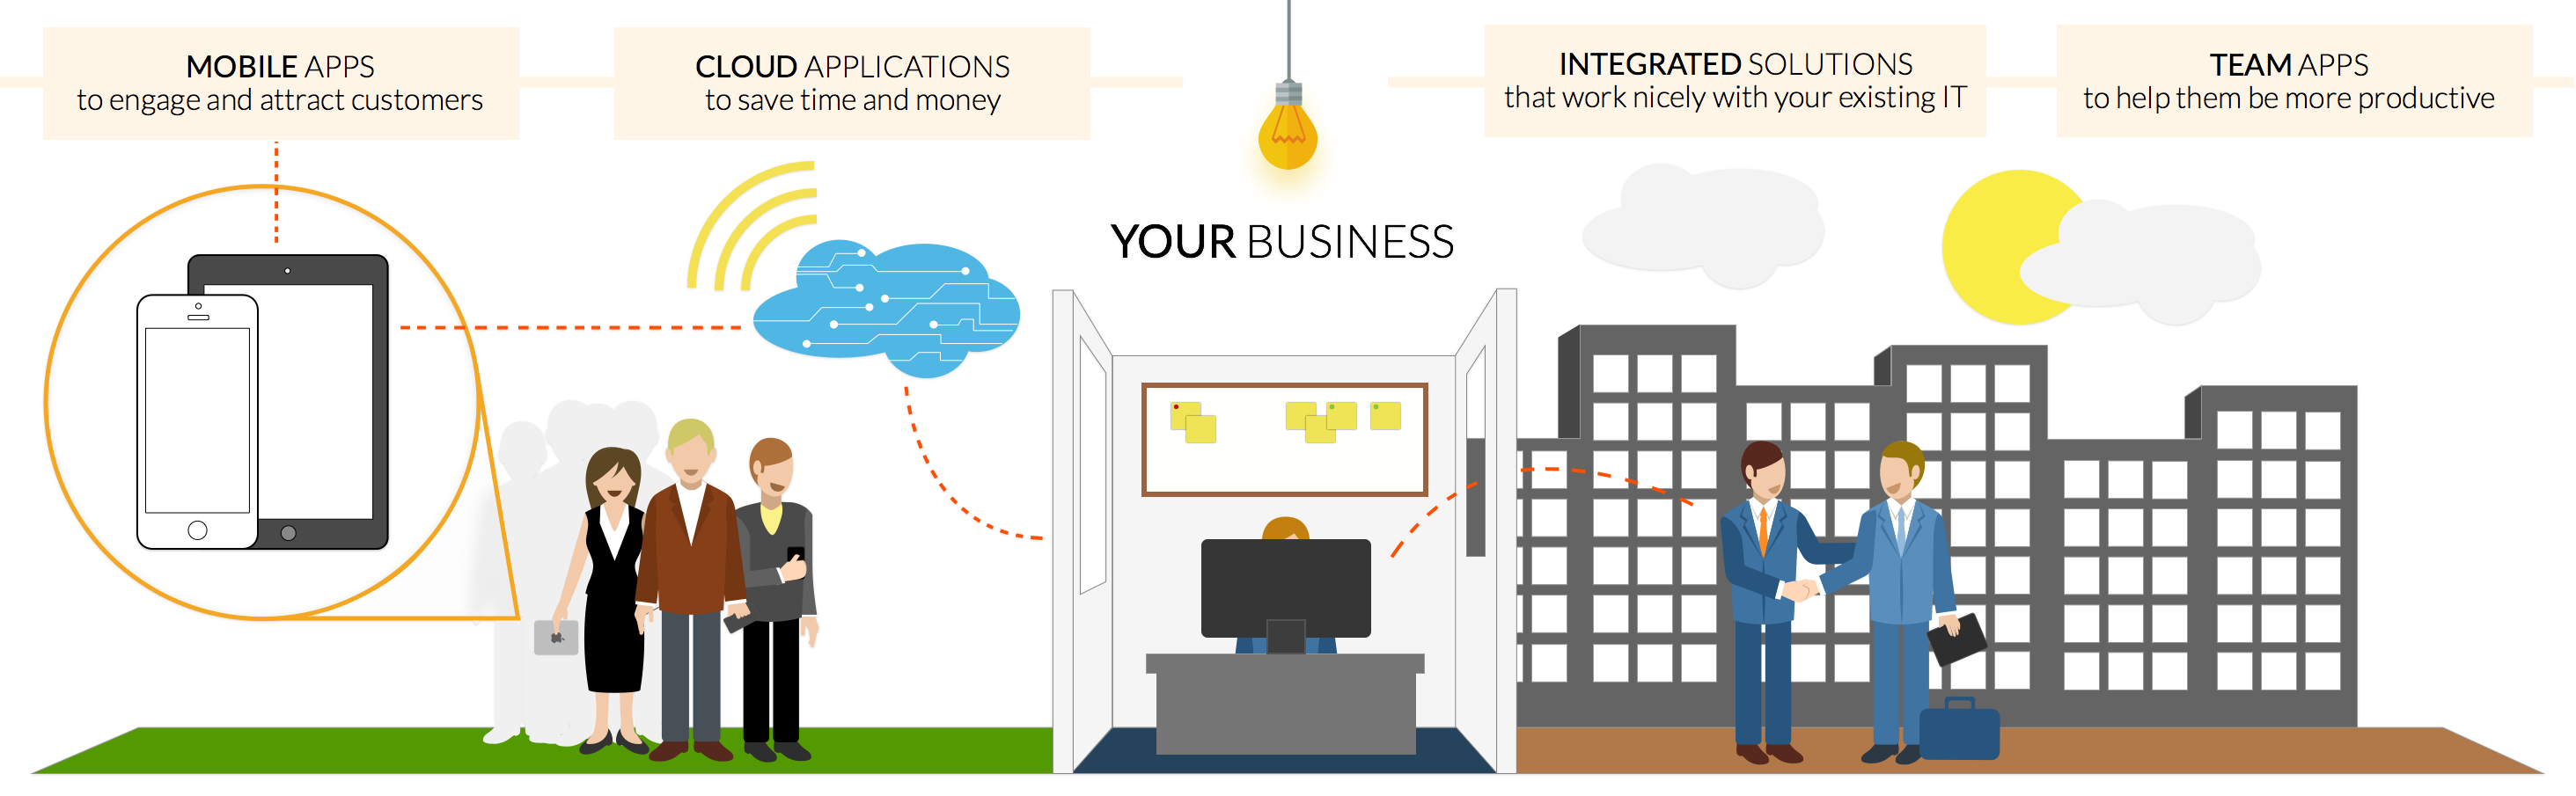 MOBILE APPS
to engage and attract customers
CLOUD APPLICATIONS
to save time and money
INTEGRATED SOLUTIONS
that work nicely with your existing IT
TEAM APPS
to help them be more productive
YOUR BUSINESS